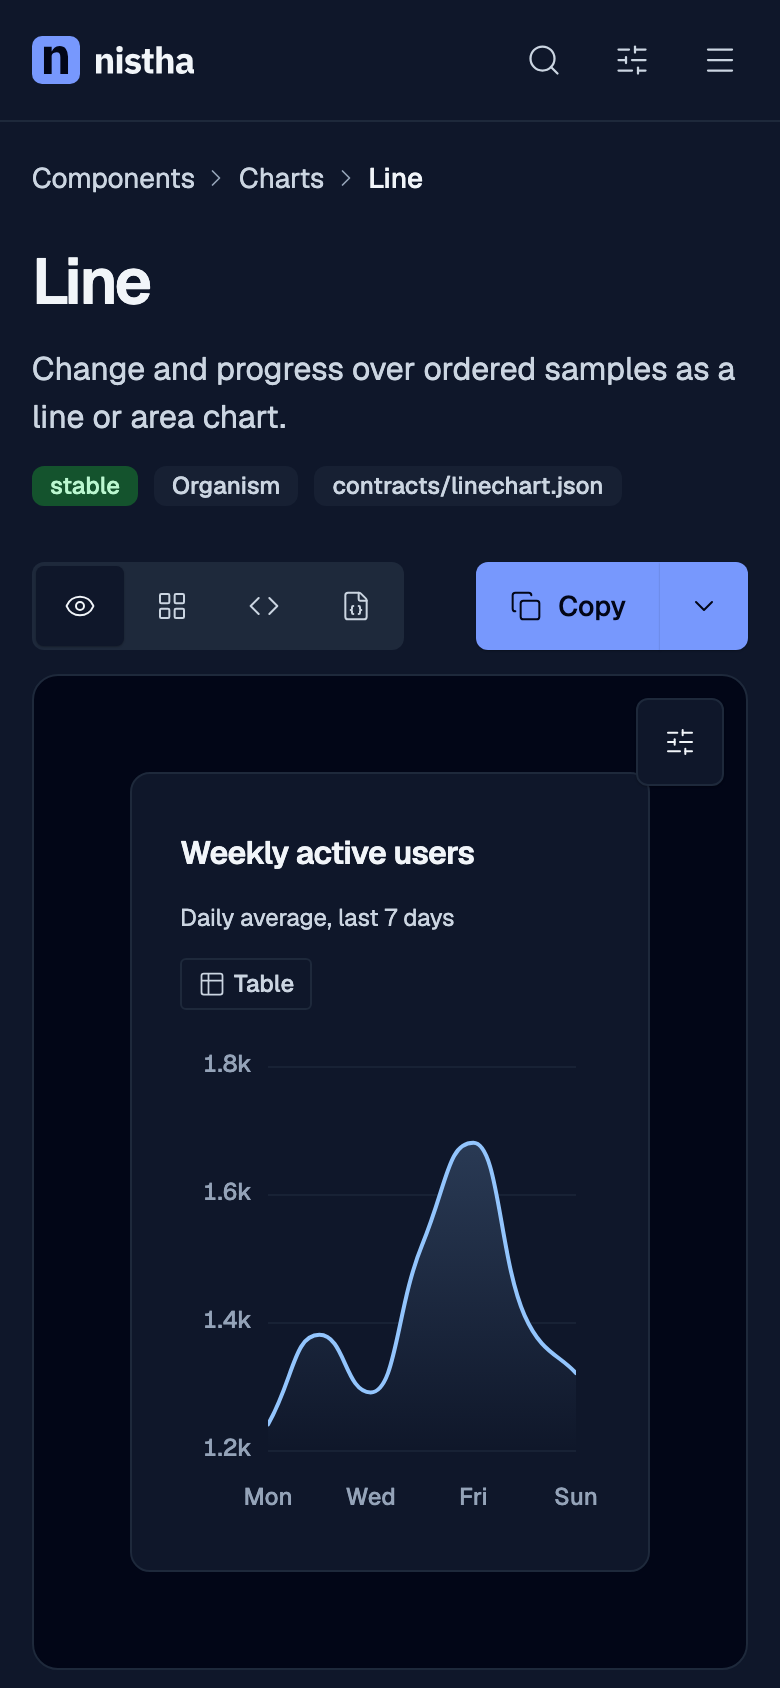 n nistha
Components > Charts > Line
Line
Change and progress over ordered samples as a
line or area chart.
stable Organism contracts/linechart.json
Copy
Weekly active users
Daily average, last 7 days
Table
1.8k
1.6k
1.4k
1.2k
Mon Wed Fri Sun